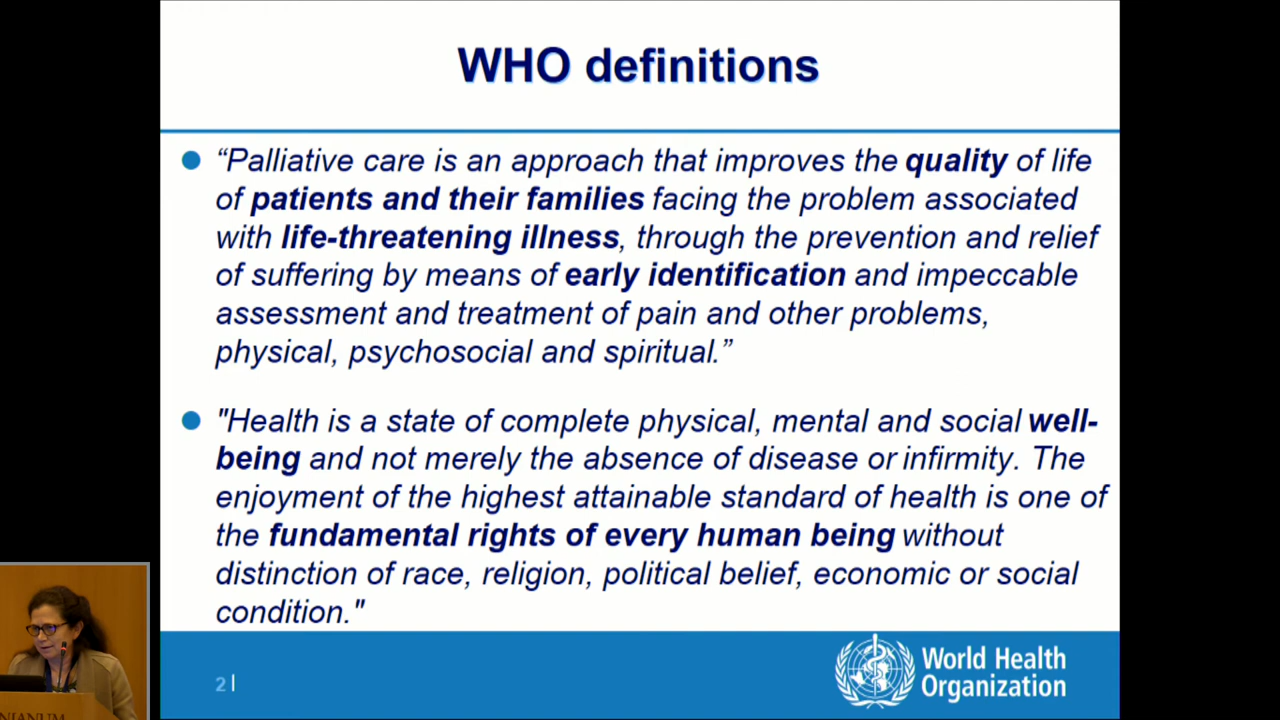 WHO definitions
“Palliative care is an approach that improves the quality of life
of patients and their families facing the problem associated
with life-threatening illness, through the prevention and relief
of suffering by means of early identification and impeccable
assessment and treatment of pain and other problems,
physical, psychosocial and spiritual.”
"Health is a state of complete physical, mental and social well-
being and not merely the absence of disease or infirmity. The
enjoyment of the highest attainable standard of health is one of
the fundamental rights of every human being without
distinction of race, religion, political belief, economic or social
condition."
2 |
World Health
Organization